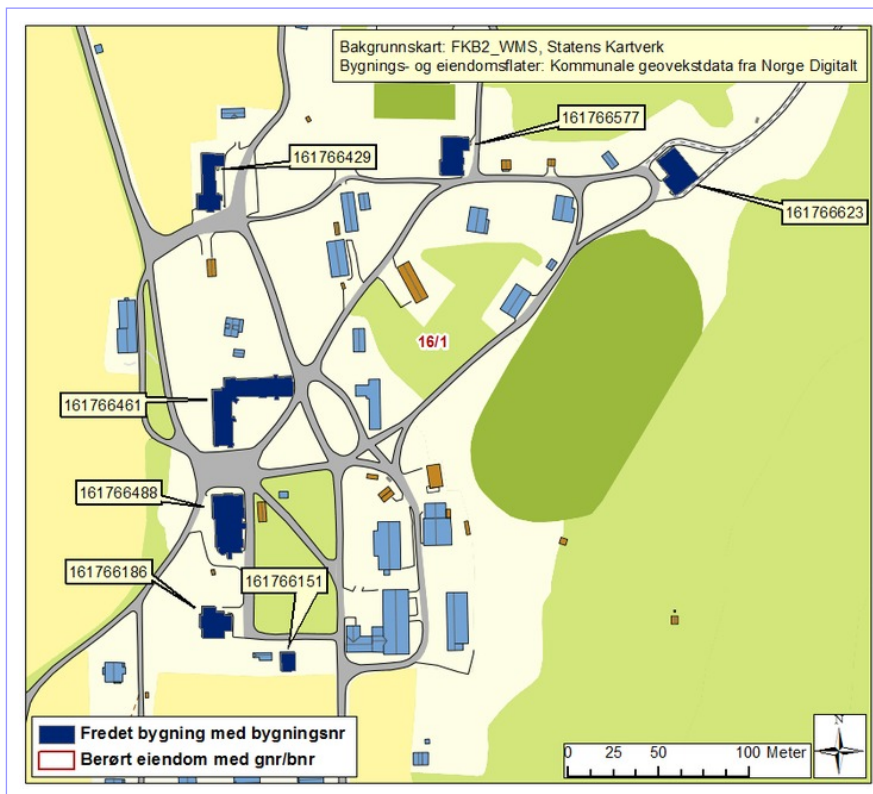 Bakgrunnskart: FKB2_WMS, Statens Kartverk
Bygnings- og eiendomsflater: Kommunale geovekstdata fra Norge Digitalt
161766577
161766429
161766623
16/1
161766461
161766488
161766186
161766151
Fredet bygning med bygningsnr
Berørt eiendom med gnr/bnr
0 25 50 100 Meter
N